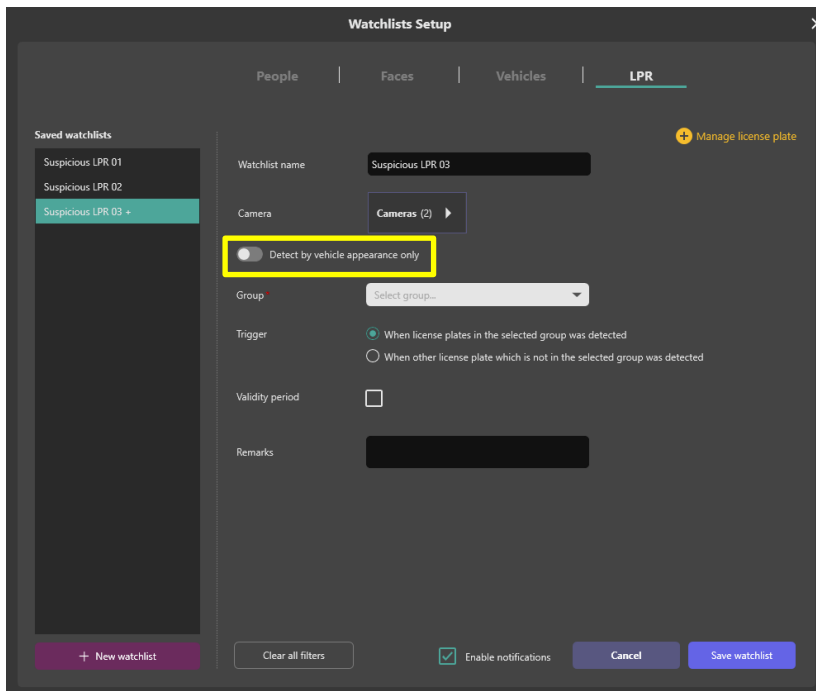 Watchlists Setup
People
Faces
Vehicles
LPR
Saved watchlists
Suspicious LPR 01
Suspicious LPR 02
Suspicious LPR 03 +
+ New watchlist
+ Manage license plate
Watchlist name
Suspicious LPR 03
Camera
Cameras (2)
Detect by vehicle appearance only
Group*
Select group...
Trigger
When license plates in the selected group was detected
When other license plate which is not in the selected group was detected
Validity period
Remarks
Clear all filters
Enable notifications
Cancel
Save watchlist